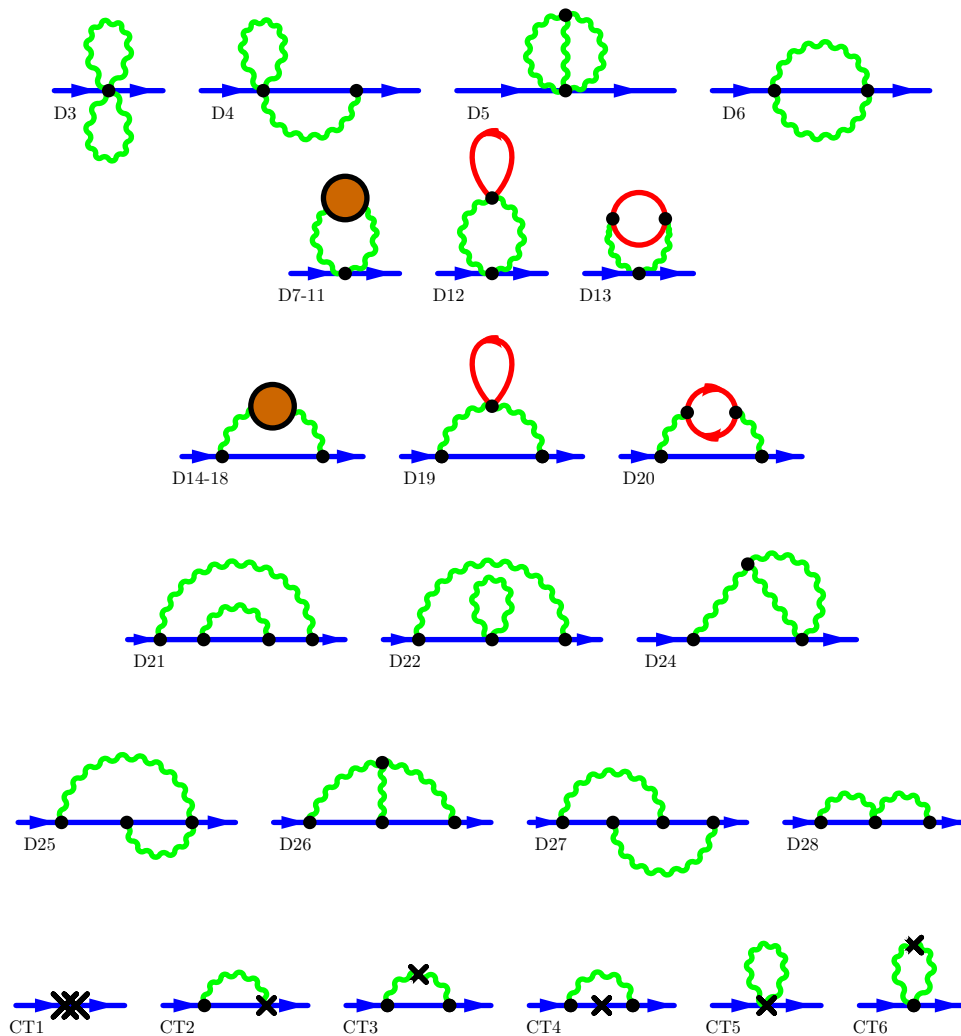 D3 D4 D5 D6
D7-11 D12 D13
D14-18 D19 D20
D21 D22 D24
D25 D26 D27 D28
CT1 CT2 CT3 CT4 CT5 CT6